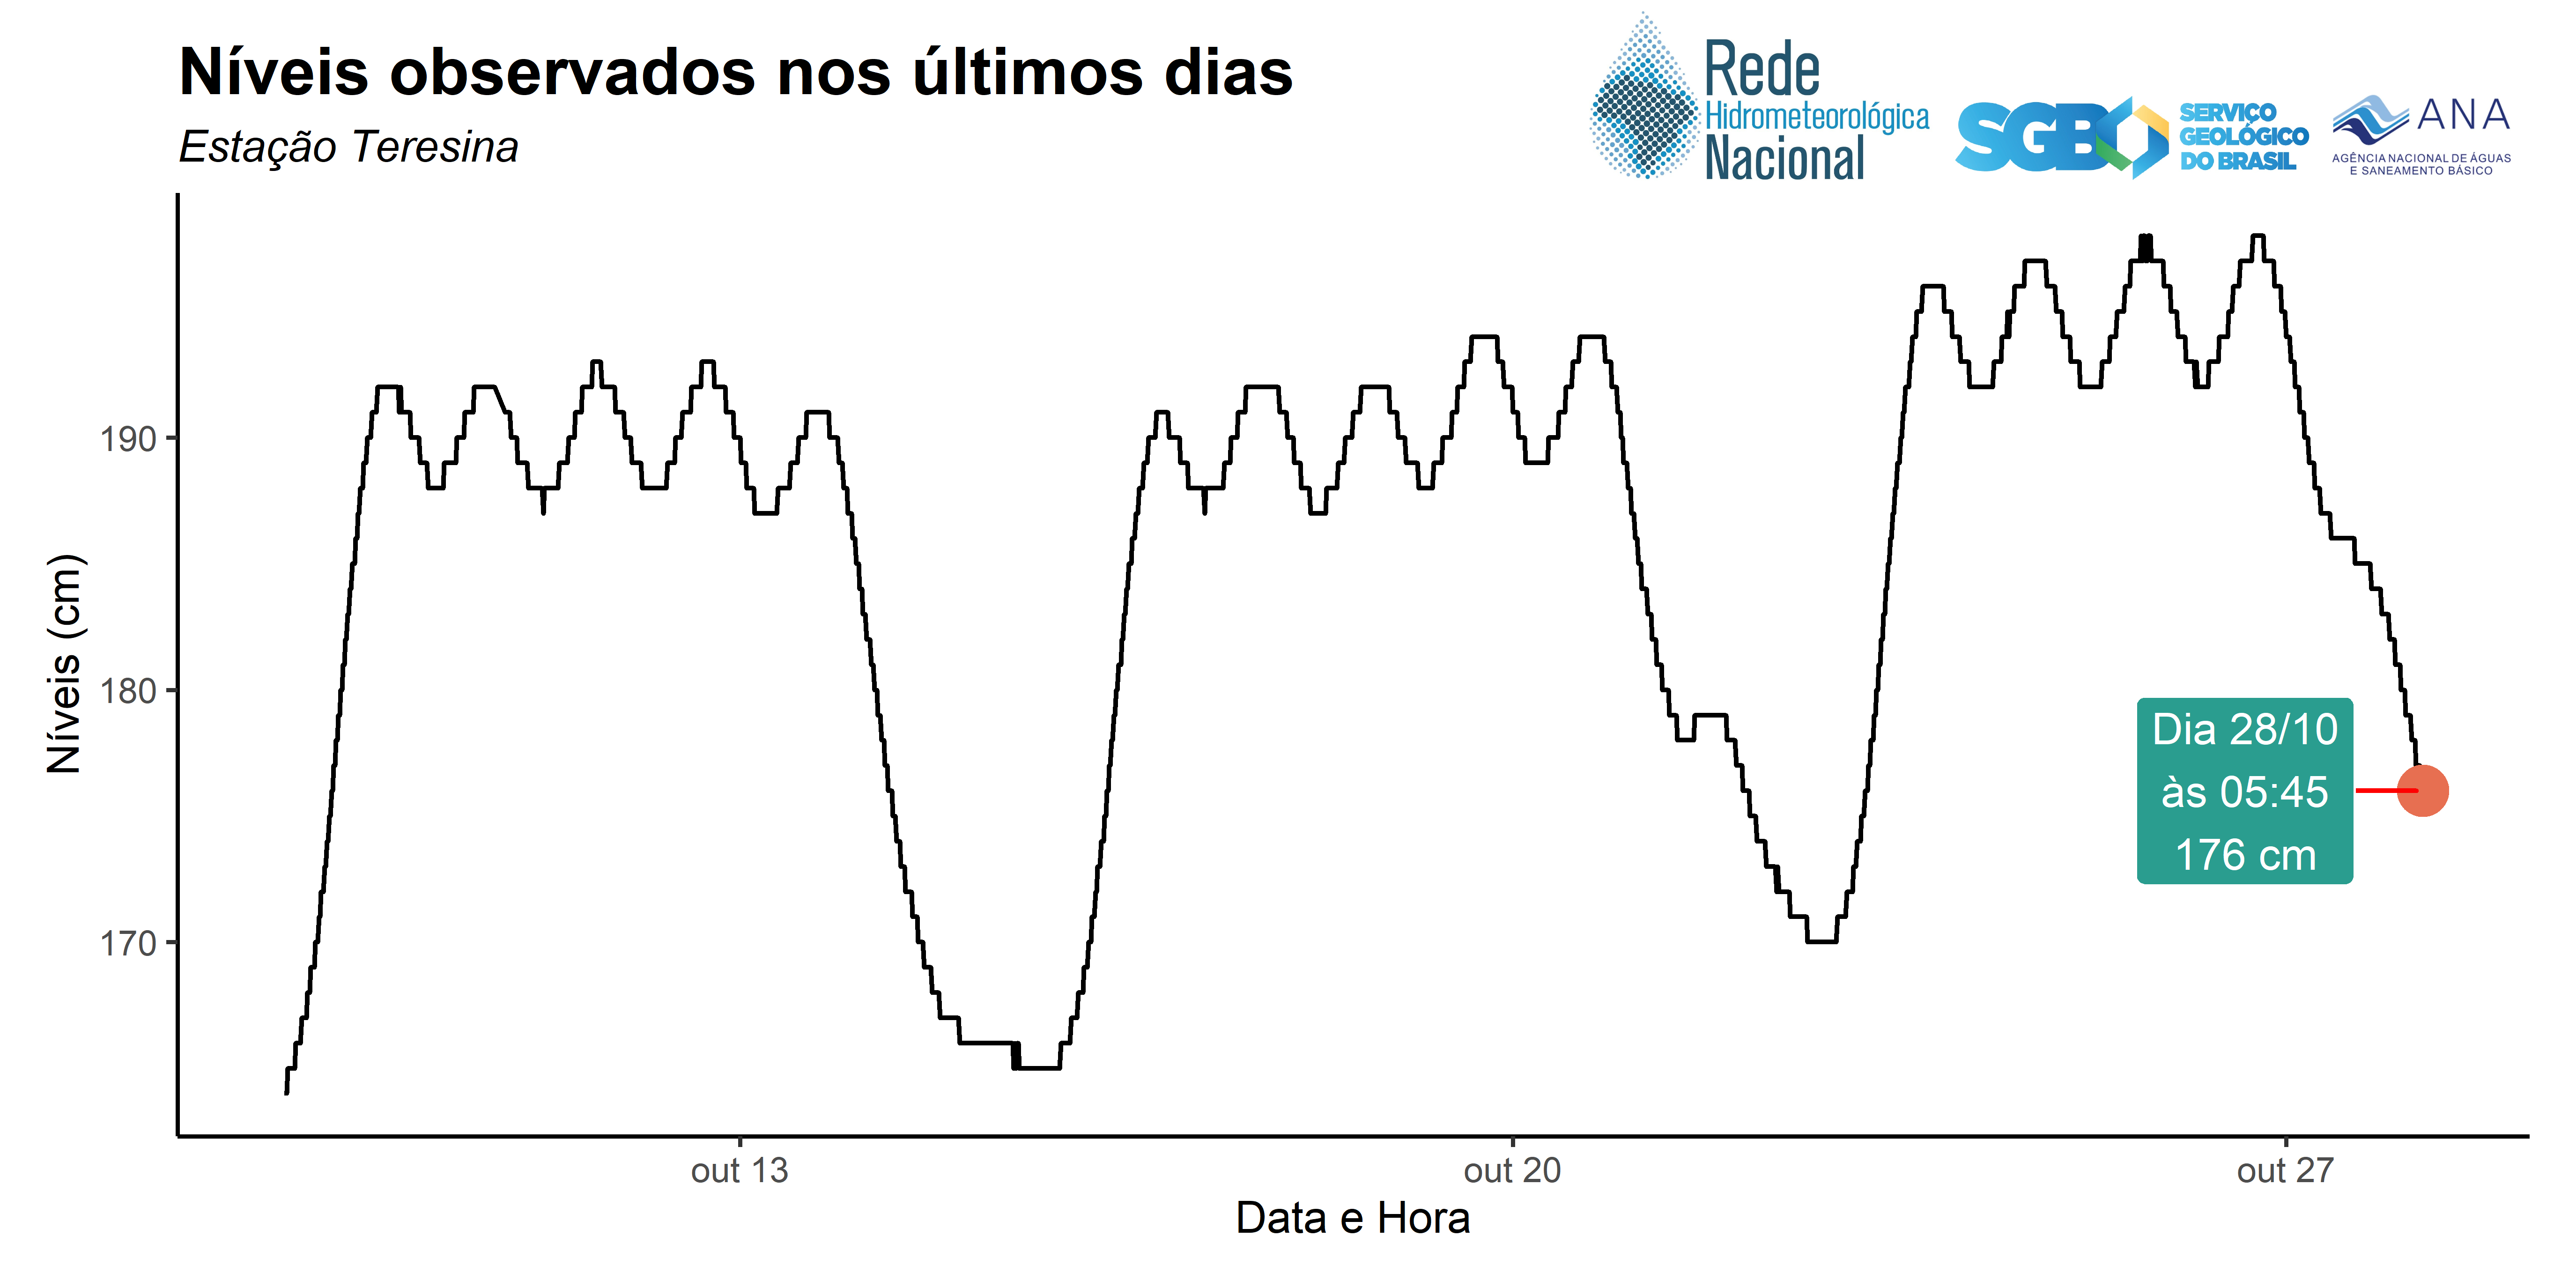 Níveis observados nos últimos dias
Estação Teresina
Rede
Hidrometeorológica
Nacional
SGB
SERVIÇO
GEOLÓGICO
DO BRASIL
ANA
AGÊNCIA NACIONAL DE ÁGUAS
E SANEAMENTO BÁSICO
Níveis (cm)
190
180
170
Dia 28/10
às 05:45
176 cm
out 13
out 20
out 27
Data e Hora